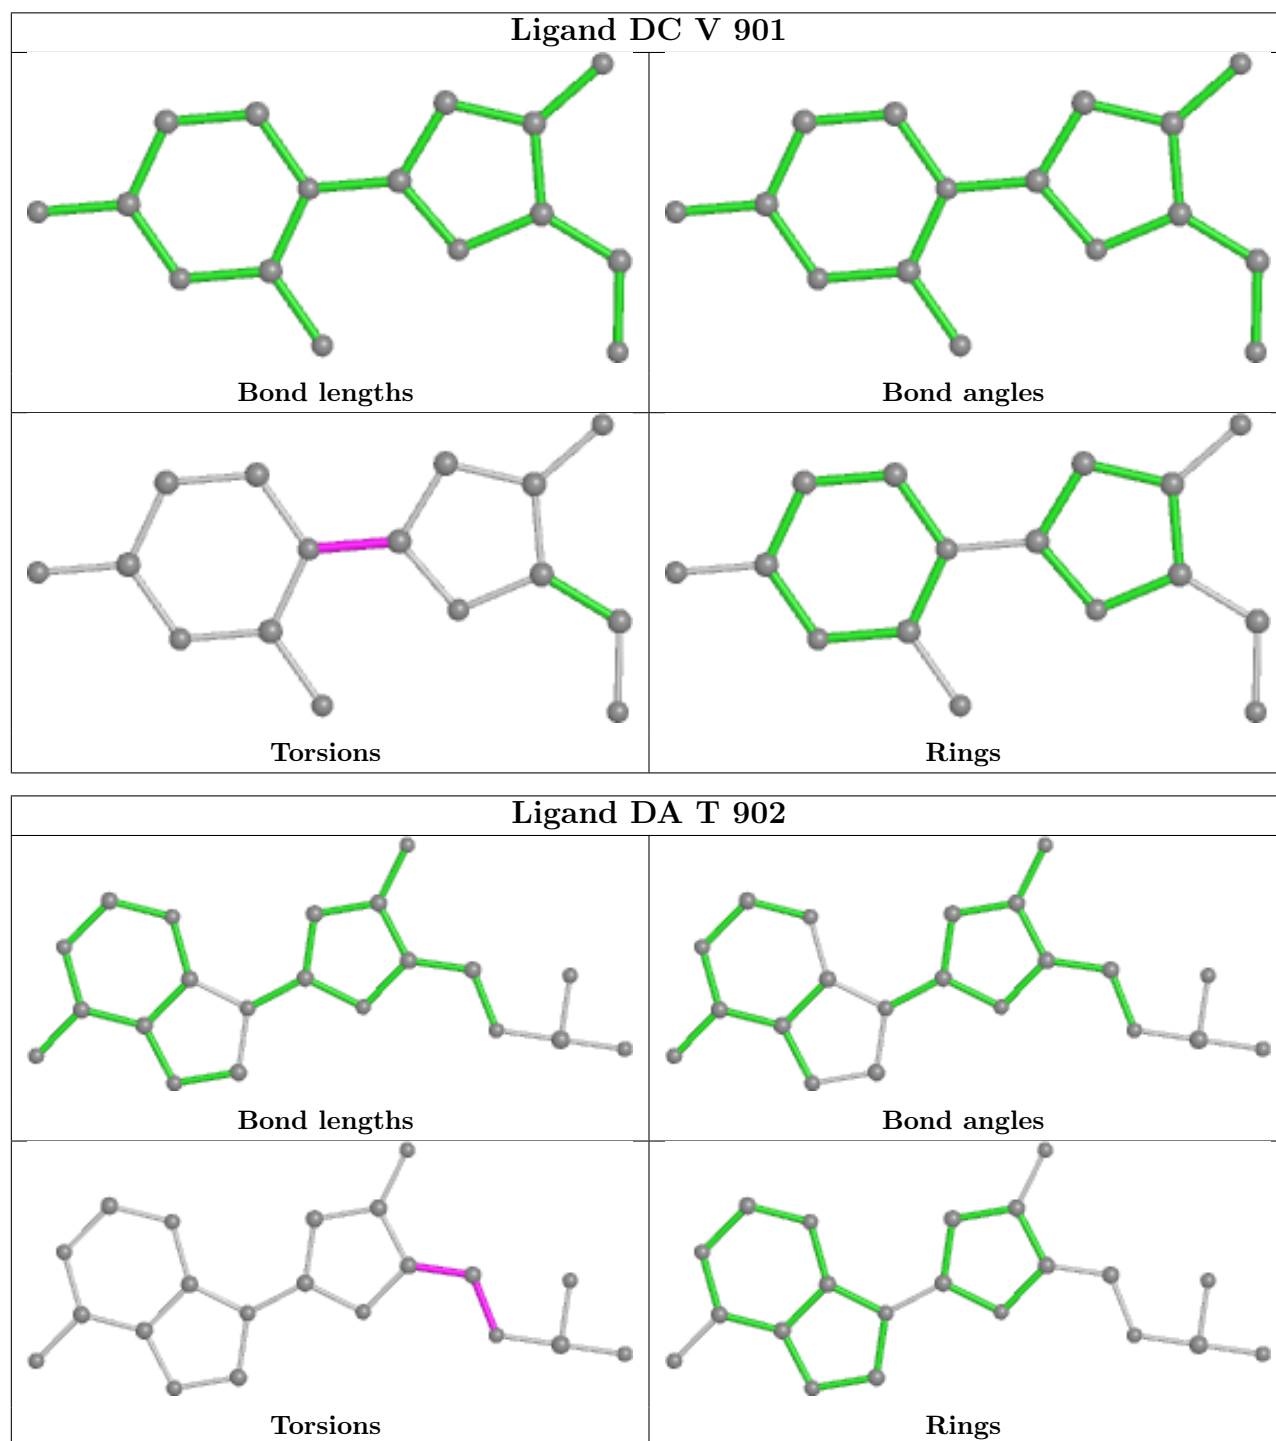 Ligand DC V 901
Bond lengths
Bond angles
Torsions
Rings
Ligand DA T 902
Bond lengths
Bond angles
Torsions
Rings